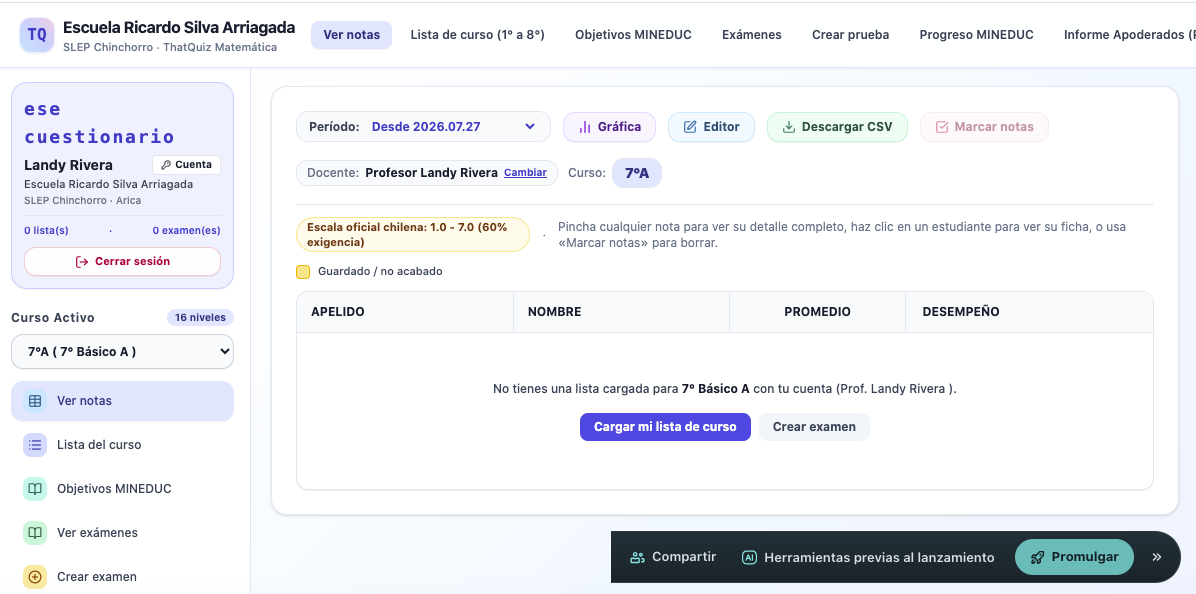 TQ
Escuela Ricardo Silva Arriagada
SLEP Chinchorro · ThatQuiz Matemática
Ver notas
Lista de curso (1º a 8°)
Objetivos MINEDUC
Exámenes
Crear prueba
Progreso MINEDUC
Informe Apoderados (
ese
cuestionario
Landy Rivera
Cuenta
Escuela Ricardo Silva Arriagada
SLEP Chinchorro · Arica
0 lista(s) · 0 examen(es)
Cerrar sesión
Curso Activo
16 niveles
7ºA ( 7º Básico A )
Ver notas
Lista del curso
Objetivos MINEDUC
Ver exámenes
Crear examen
Período: Desde 2026.07.27
Gráfica
Editor
Descargar CSV
Marcar notas
Docente: Profesor Landy Rivera Cambiar
Curso: 7ºA
Escala oficial chilena: 1.0 - 7.0 (60%
exigencia)
·
Pincha cualquier nota para ver su detalle completo, haz clic en un estudiante para ver su ficha, o usa
«Marcar notas» para borrar.
Guardado / no acabado
APELIDO
NOMBRE
PROMEDIO
DESEMPEÑO
No tienes una lista cargada para 7º Básico A con tu cuenta (Prof. Landy Rivera ).
Cargar mi lista de curso
Crear examen
Compartir
AI
Herramientas previas al lanzamiento
Promulgar
»